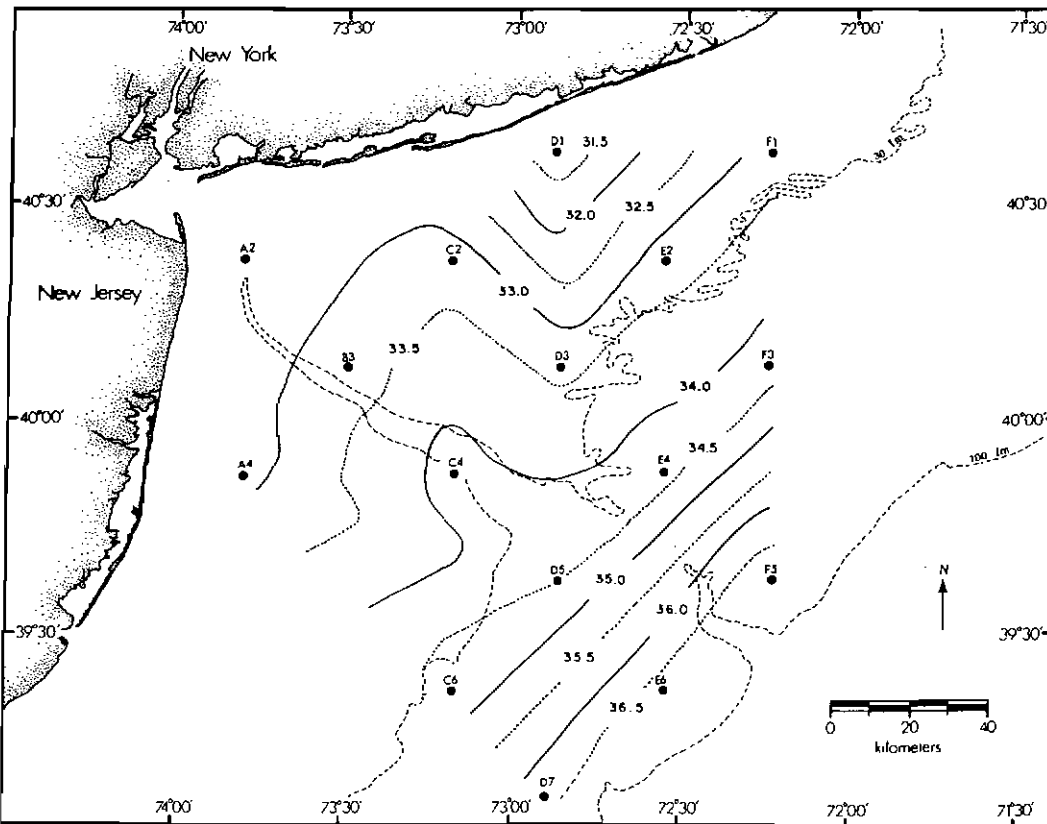 74°00' 73°30' 73°00' 72°30' 72°00' 71°30'
New York
D1 31.5 F1
30 fm
40°30' 40°30'
32.0 32.5
A2 C2 E2
New Jersey
33.0
33.5
B3 D3 F3
34.0
40°00' 40°00'
34.5
100 fm
A4 C4 E4
D5 35.0 F5
N
36.0
39°30' 39°30'
35.5
C6 E6
36.5
0 20 40
kilometers
D7
74°00' 73°30' 73°00' 72°30' 72°00' 71°30'